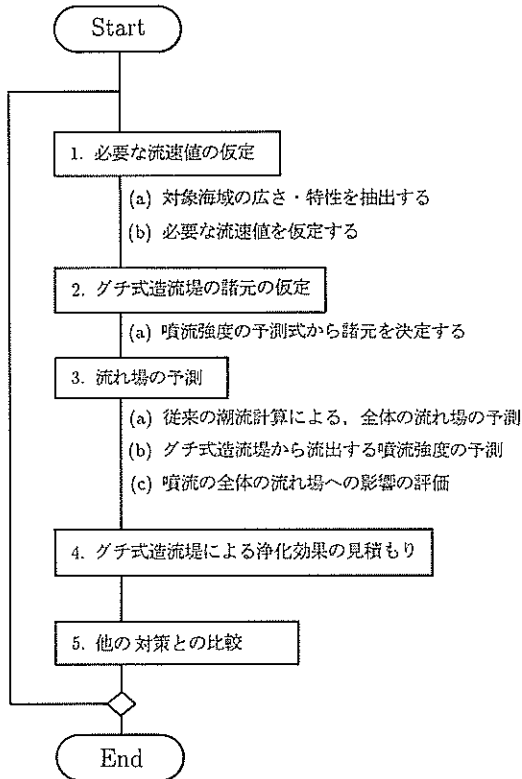 Start
1. 必要な流速値の仮定
(a) 対象海域の広さ・特性を抽出する
(b) 必要な流速値を仮定する
2. グチ式造流堤の諸元の仮定
(a) 噴流強度の予測式から諸元を決定する
3. 流れ場の予測
(a) 従来の潮流計算による, 全体の流れ場の予測
(b) グチ式造流堤から流出する噴流強度の予測
(c) 噴流の全体の流れ場への影響の評価
4. グチ式造流堤による浄化効果の見積もり
5. 他の対策との比較
End